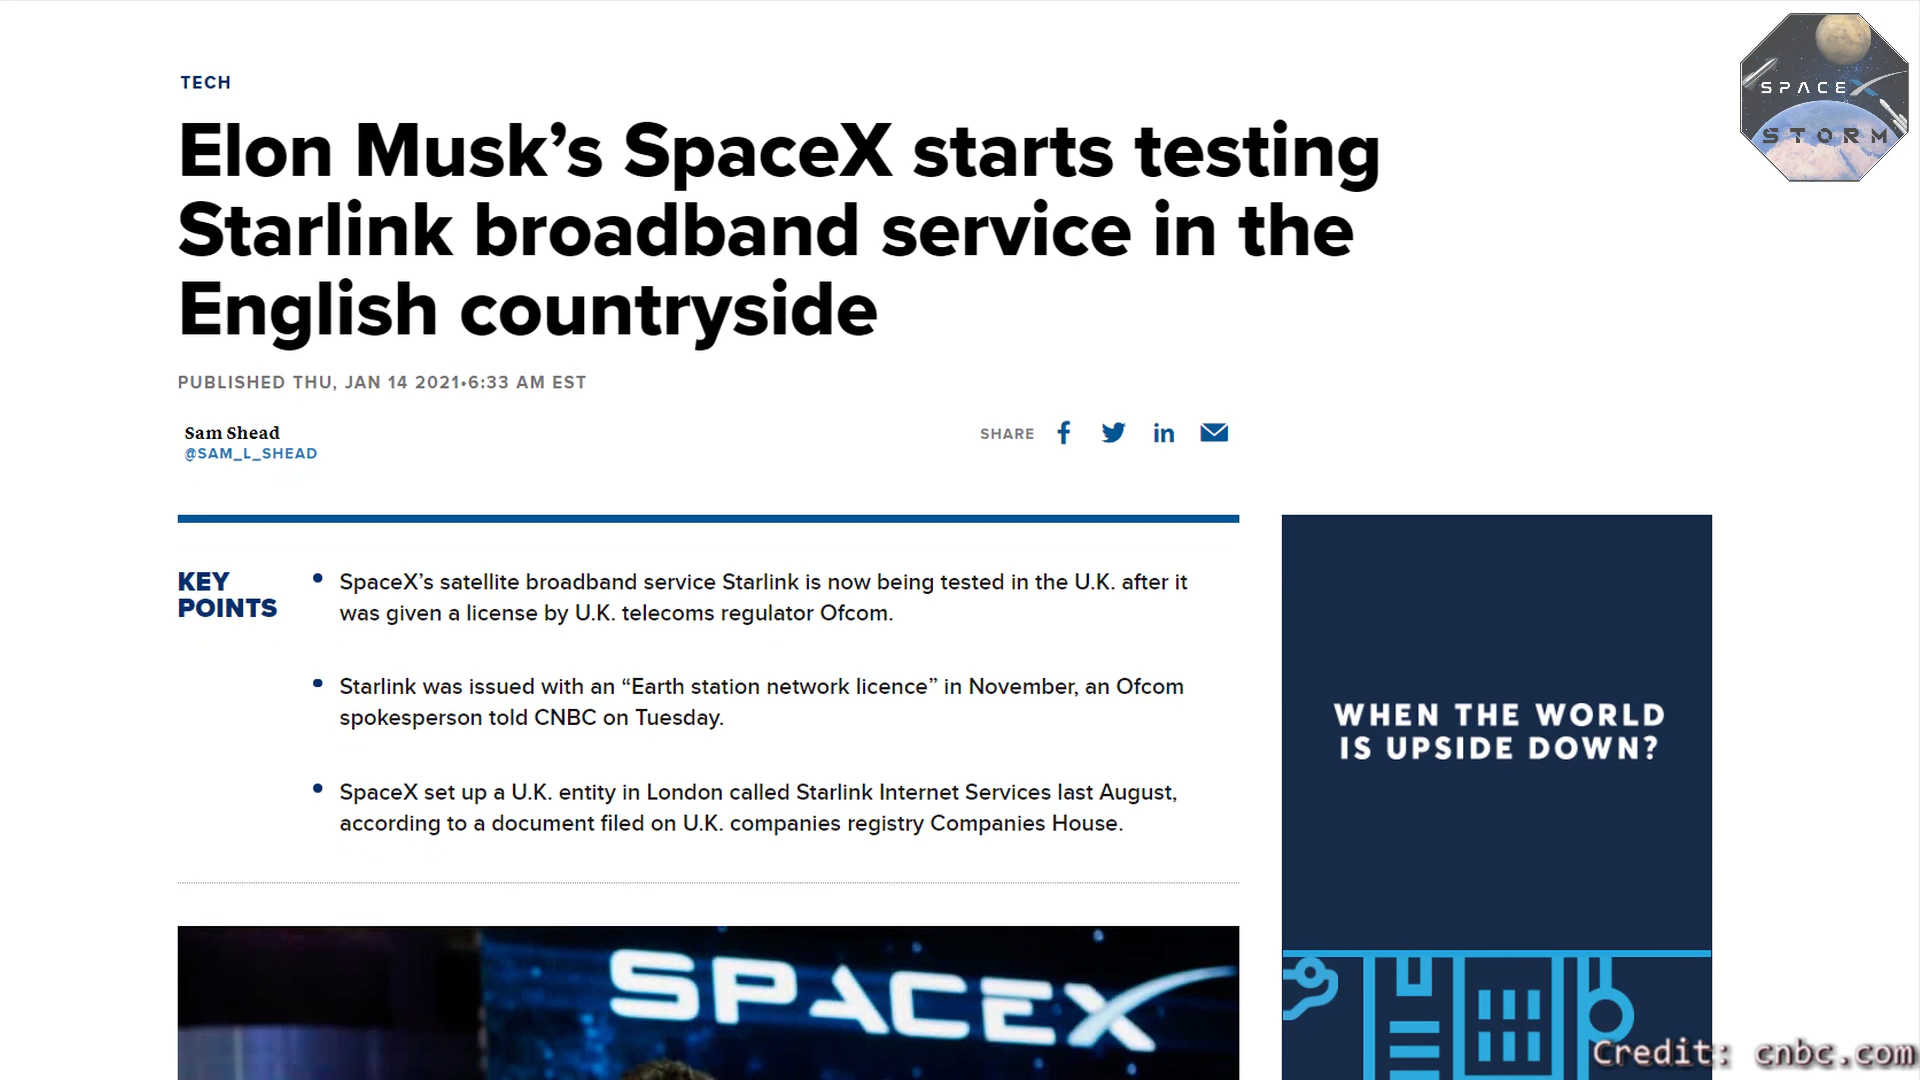 TECH
SPACEX
STORM
Elon Musk’s SpaceX starts testing
Starlink broadband service in the
English countryside
PUBLISHED THU, JAN 14 2021•6:33 AM EST
Sam Shead
@SAM_L_SHEAD
SHARE
KEY
POINTS
• SpaceX’s satellite broadband service Starlink is now being tested in the U.K. after it
was given a license by U.K. telecoms regulator Ofcom.
• Starlink was issued with an “Earth station network licence” in November, an Ofcom
spokesperson told CNBC on Tuesday.
• SpaceX set up a U.K. entity in London called Starlink Internet Services last August,
according to a document filed on U.K. companies registry Companies House.
WHEN THE WORLD
IS UPSIDE DOWN?
SPACEX
Credit: cnbc.com